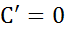 C′ = 0